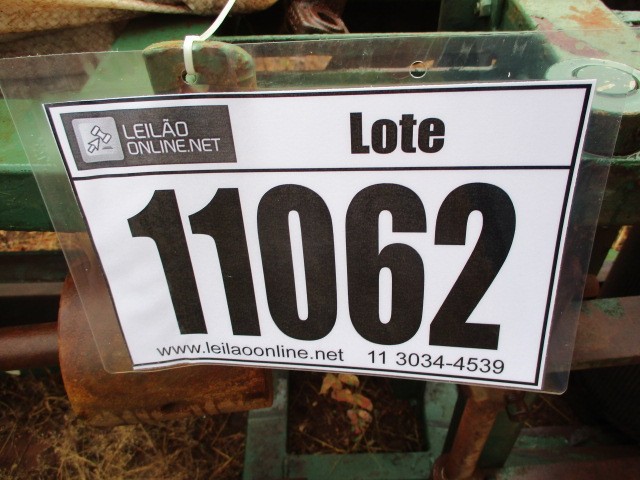 LEILÃO
ONLINE.NET
Lote
11062
www.leilaoonline.net 11 3034-4539